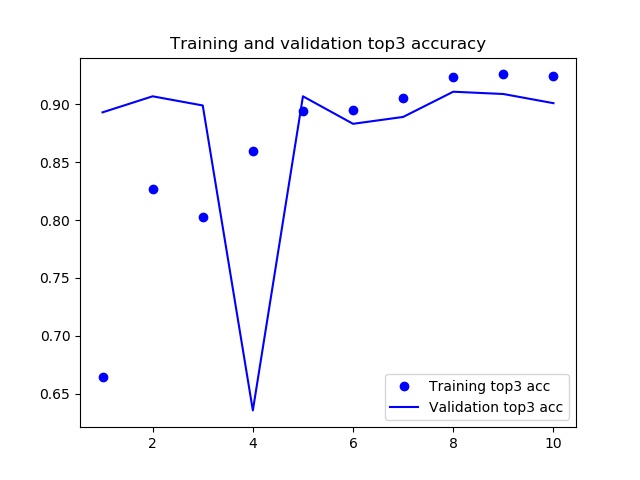 Training and validation top3 accuracy
0.90
0.85
0.80
0.75
0.70
0.65
Training top3 acc
Validation top3 acc
2 4 6 8 10